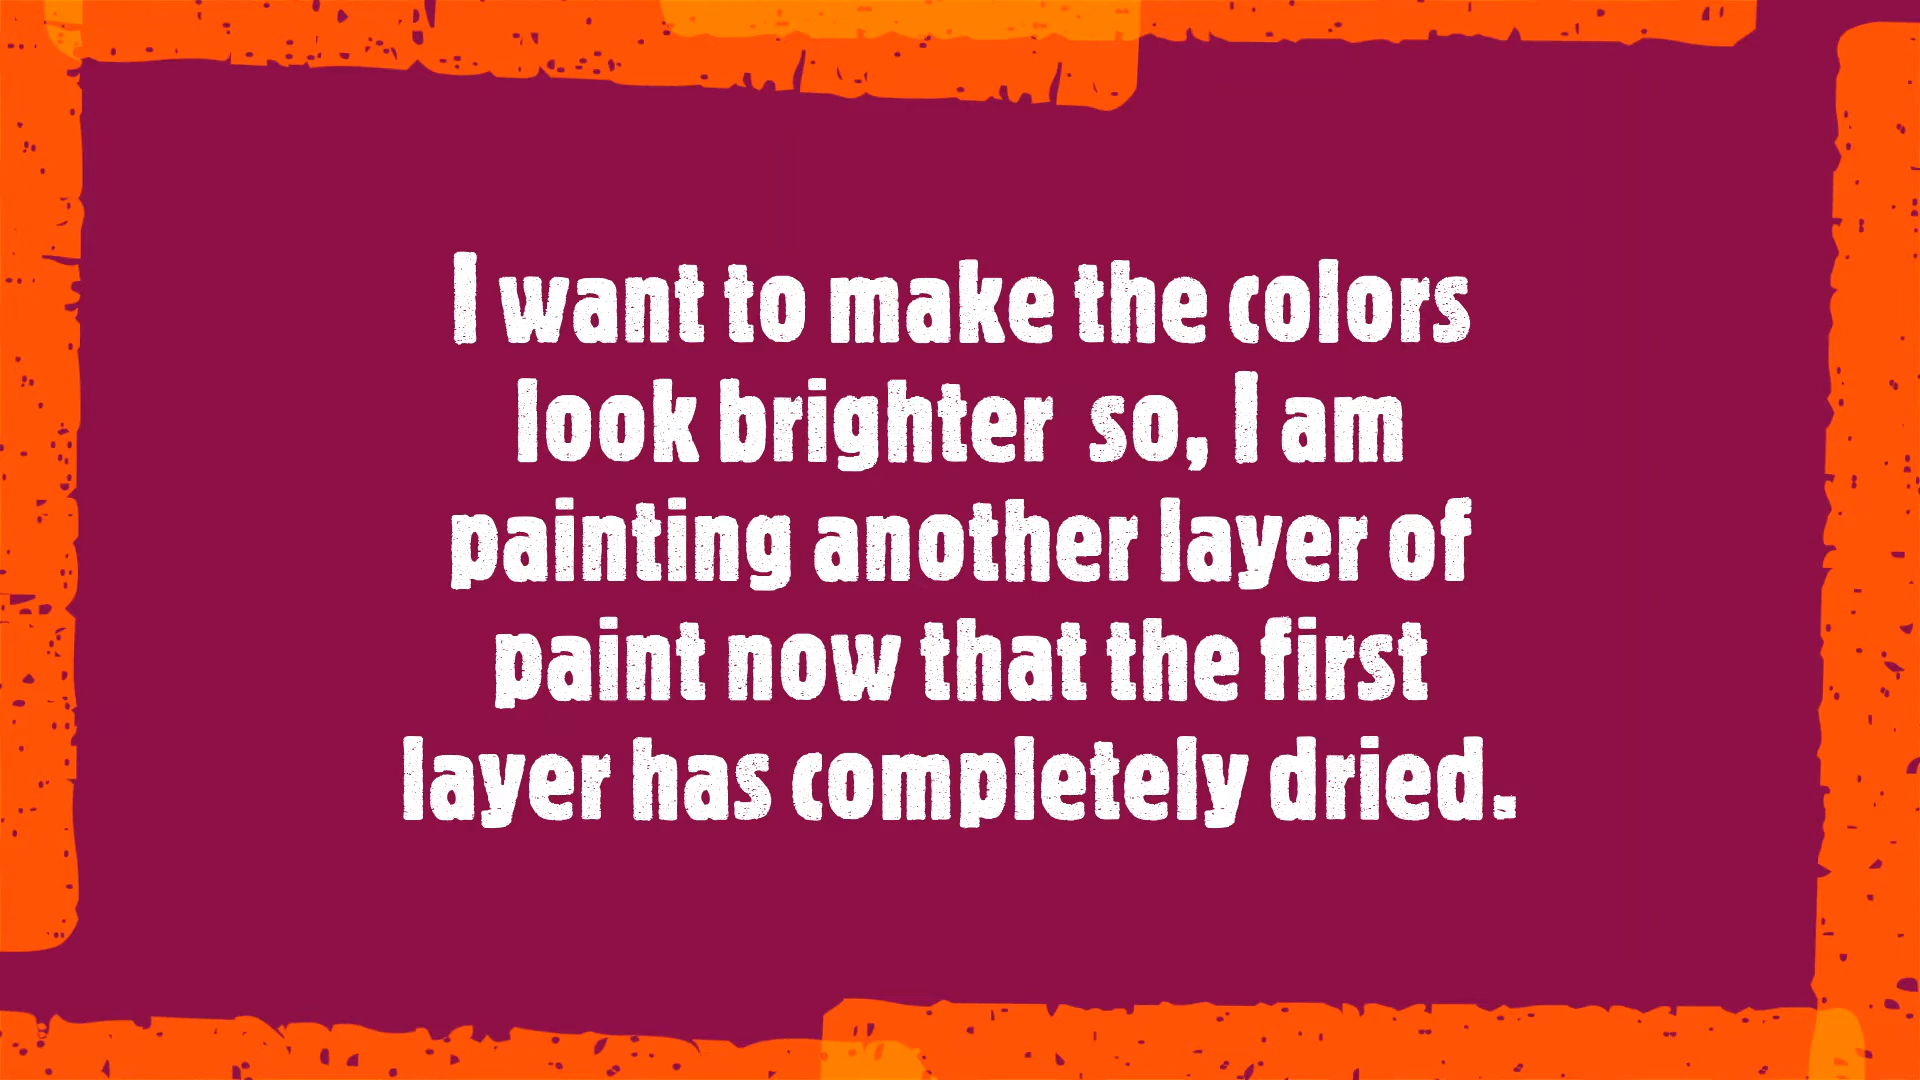 I want to make the colors
look brighter  so, I am
painting another layer of
paint now that the first
layer has completely dried.